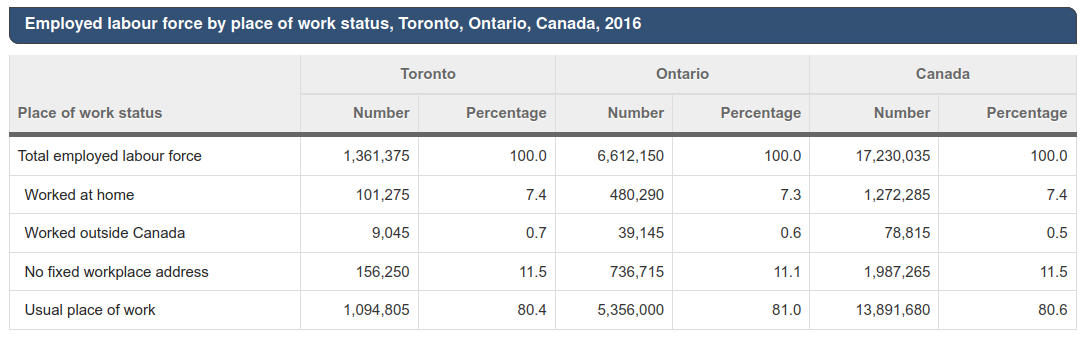 Employed labour force by place of work status, Toronto, Ontario, Canada, 2016
Toronto Ontario Canada
Place of work status Number Percentage Number Percentage Number Percentage
Total employed labour force 1,361,375 100.0 6,612,150 100.0 17,230,035 100.0
Worked at home 101,275 7.4 480,290 7.3 1,272,285 7.4
Worked outside Canada 9,045 0.7 39,145 0.6 78,815 0.5
No fixed workplace address 156,250 11.5 736,715 11.1 1,987,265 11.5
Usual place of work 1,094,805 80.4 5,356,000 81.0 13,891,680 80.6